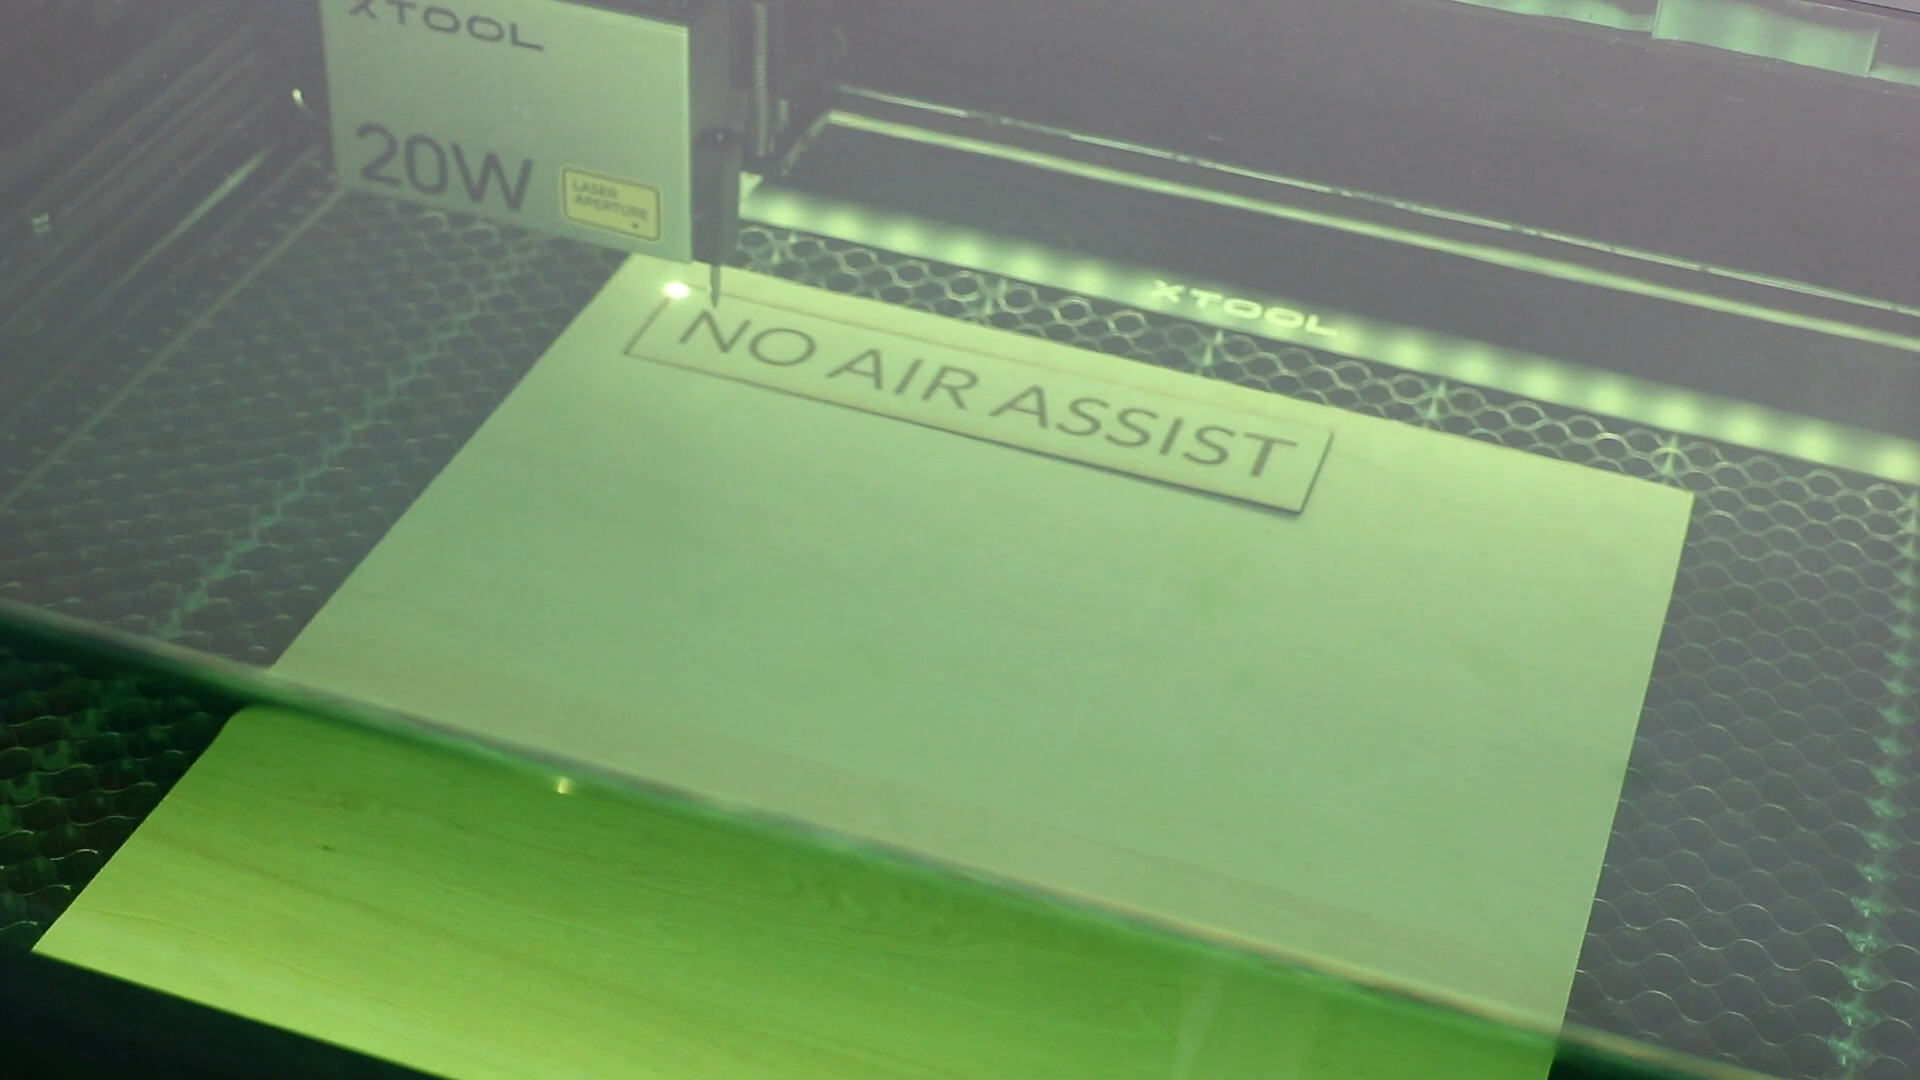 XTOOL
20W
LASER
APERTURE
XTOOL
NO AIR ASSIST